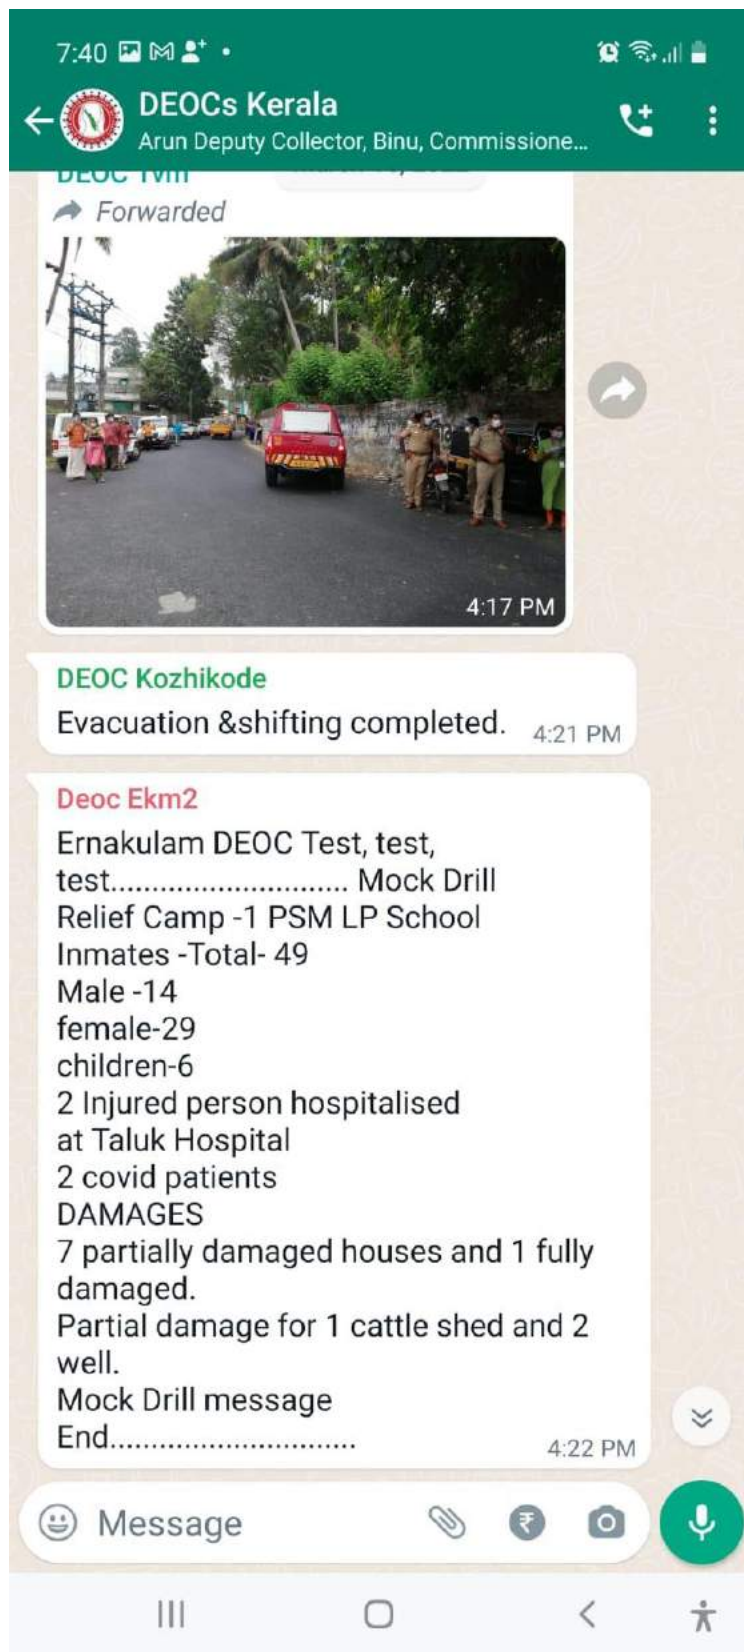 7:40
DEOCs Kerala
Arun Deputy Collector, Binu, Commissione...
DEOC Tvm
Forwarded
4:17 PM
DEOC Kozhikode
Evacuation &shifting completed.
4:21 PM
Deoc Ekm2
Ernakulam DEOC Test, test,
test............................. Mock Drill
Relief Camp -1 PSM LP School
Inmates -Total- 49
Male -14
female-29
children-6
2 Injured person hospitalised
at Taluk Hospital
2 covid patients
DAMAGES
7 partially damaged houses and 1 fully
damaged.
Partial damage for 1 cattle shed and 2
well.
Mock Drill message
End..............................
4:22 PM
Message